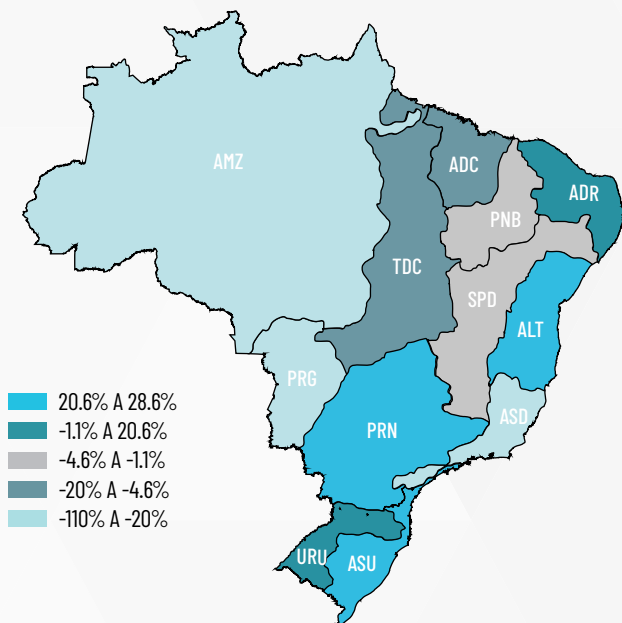 AMZ
ADC
ADR
PNB
TDC
SPD
ALT
PRG
ASD
PRN
URU
ASU
20.6% A 28.6%
-1.1% A 20.6%
-4.6% A -1.1%
-20% A -4.6%
-110% A -20%